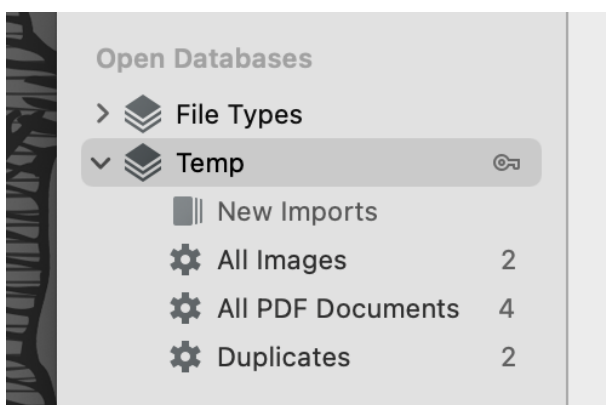 Open Databases
File Types
Temp
New Imports
All Images 2
All PDF Documents 4
Duplicates 2